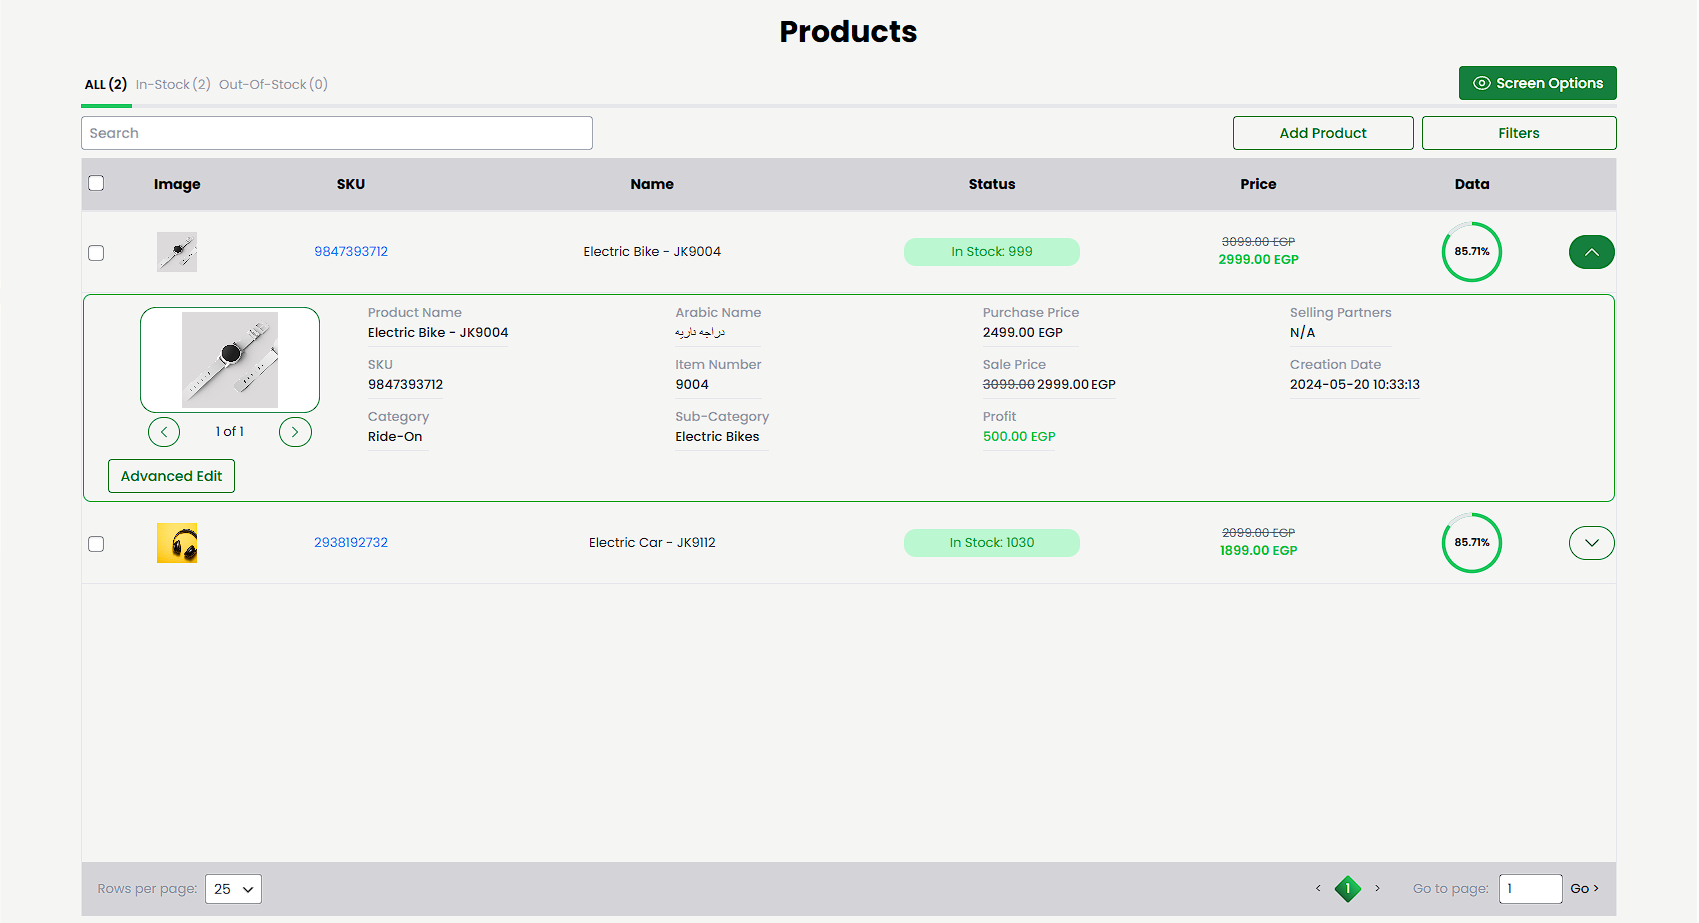 Products
ALL (2) In-Stock (2) Out-Of-Stock (0)
Screen Options
Search
Add Product
Filters
Image SKU Name Status Price Data
9847393712 Electric Bike - JK9004 In Stock: 999 3099.00 EGP 85.71%
2999.00 EGP
Product Name Arabic Name Purchase Price Selling Partners
Electric Bike - JK9004 دراجه ناريه 2499.00 EGP N/A
SKU Item Number Sale Price Creation Date
9847393712 9004 3099.00 2999.00 EGP 2024-05-20 10:33:13
Category Sub-Category Profit
Ride-On Electric Bikes 500.00 EGP
1 of 1
Advanced Edit
2938192732 Electric Car - JK9112 In Stock: 1030 2099.00 EGP 85.71%
1899.00 EGP
Rows per page: 25 1 Go to page: 1 Go >